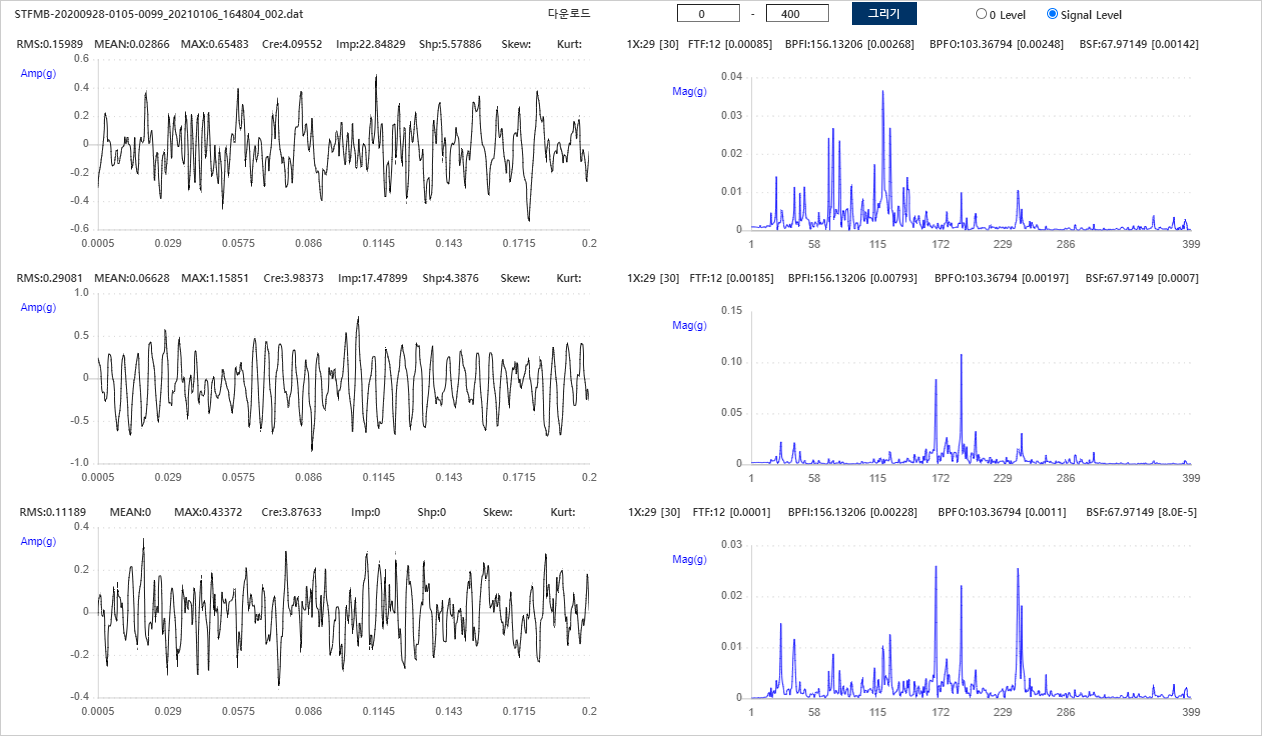 STFMB-20200928-0105-0099_20210106_164804_002.dat 다운로드 0 - 400 그리기 0 Level Signal Level
RMS:0.15989 MEAN:0.02866 MAX:0.65483 Cre:4.09552 Imp:22.84829 Shp:5.57886 Skew: Kurt:
Amp(g)
0.6
0.4
0.2
0
-0.2
-0.4
-0.6
0.0005 0.029 0.0575 0.086 0.1145 0.143 0.1715 0.2
1X:29 [30] FTF:12 [0.00085] BPFI:156.13206 [0.00268] BPFO:103.36794 [0.00248] BSF:67.97149 [0.00142]
Mag(g)
0.04
0.03
0.02
0.01
0
1 58 115 172 229 286 399
RMS:0.29081 MEAN:0.06628 MAX:1.15851 Cre:3.98373 Imp:17.47899 Shp:4.3876 Skew: Kurt:
Amp(g)
1.0
0.5
0
-0.5
-1.0
0.0005 0.029 0.0575 0.086 0.1145 0.143 0.1715 0.2
1X:29 [30] FTF:12 [0.00185] BPFI:156.13206 [0.00793] BPFO:103.36794 [0.00197] BSF:67.97149 [0.0007]
Mag(g)
0.15
0.10
0.05
0
1 58 115 172 229 286 399
RMS:0.11189 MEAN:0 MAX:0.43372 Cre:3.87633 Imp:0 Shp:0 Skew: Kurt:
Amp(g)
0.4
0.2
0
-0.2
-0.4
0.0005 0.029 0.0575 0.086 0.1145 0.143 0.1715 0.2
1X:29 [30] FTF:12 [0.0001] BPFI:156.13206 [0.00228] BPFO:103.36794 [0.0011] BSF:67.97149 [8.0E-5]
Mag(g)
0.03
0.02
0.01
0
1 58 115 172 229 286 399